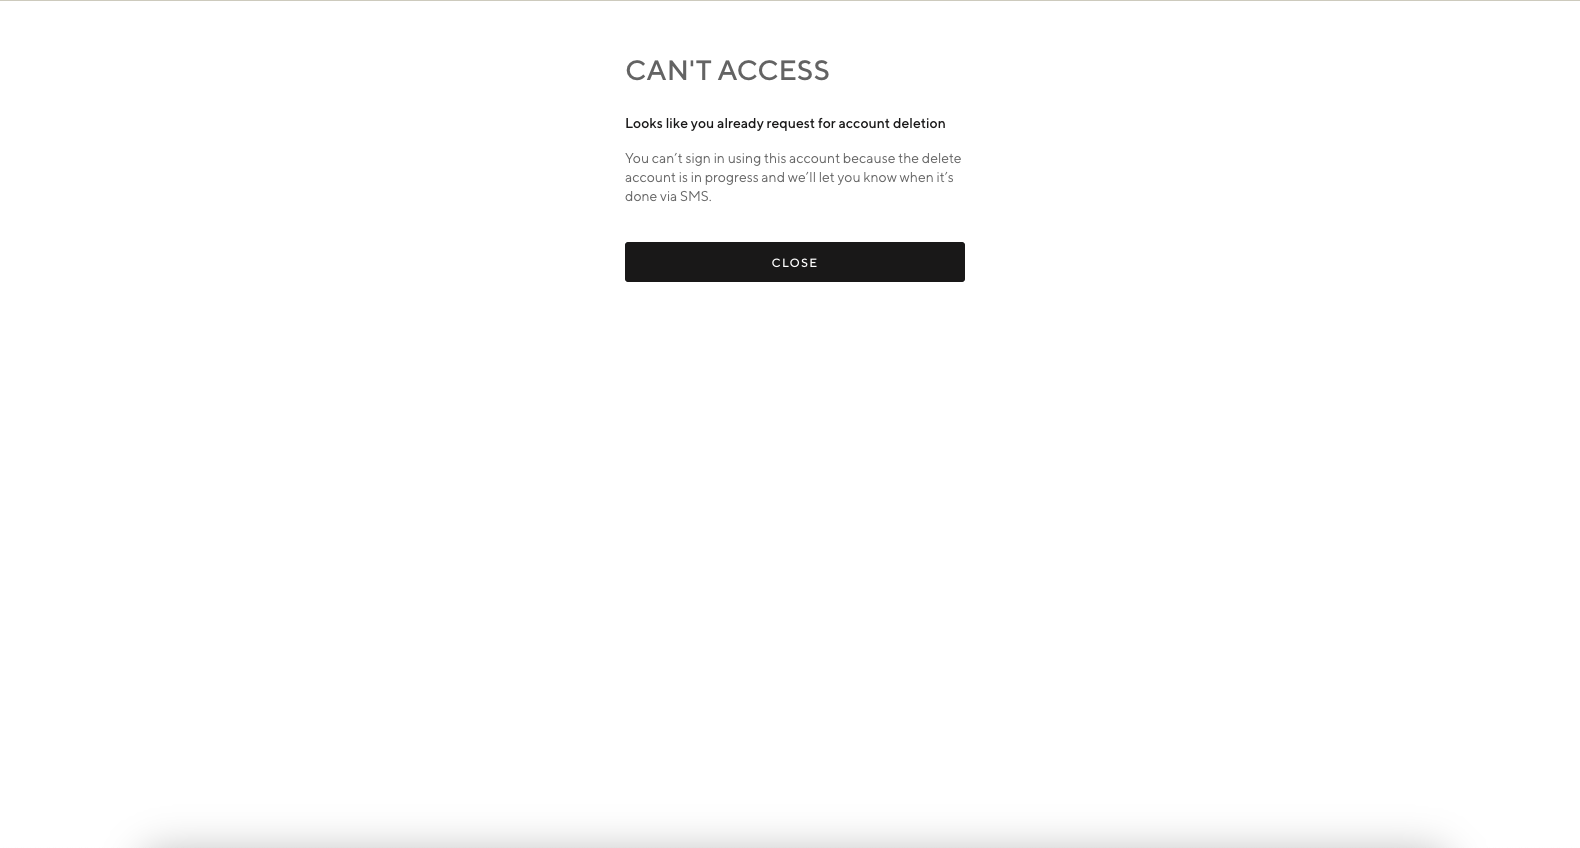 CAN'T ACCESS
Looks like you already request for account deletion
You can’t sign in using this account because the delete
account is in progress and we’ll let you know when it’s
done via SMS.
CLOSE